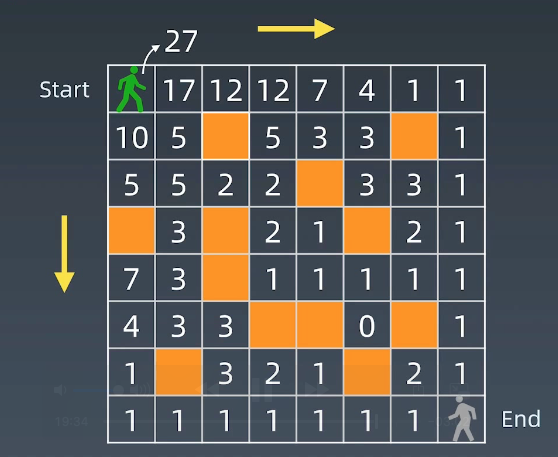 27
Start 17 12 12 7 4 1 1
10 5 5 3 3 1
5 5 2 2 3 3 1
3 2 1 2 1
7 3 1 1 1 1 1
4 3 3 0 1
1 3 2 1 2 1
1 1 1 1 1 1 1 End